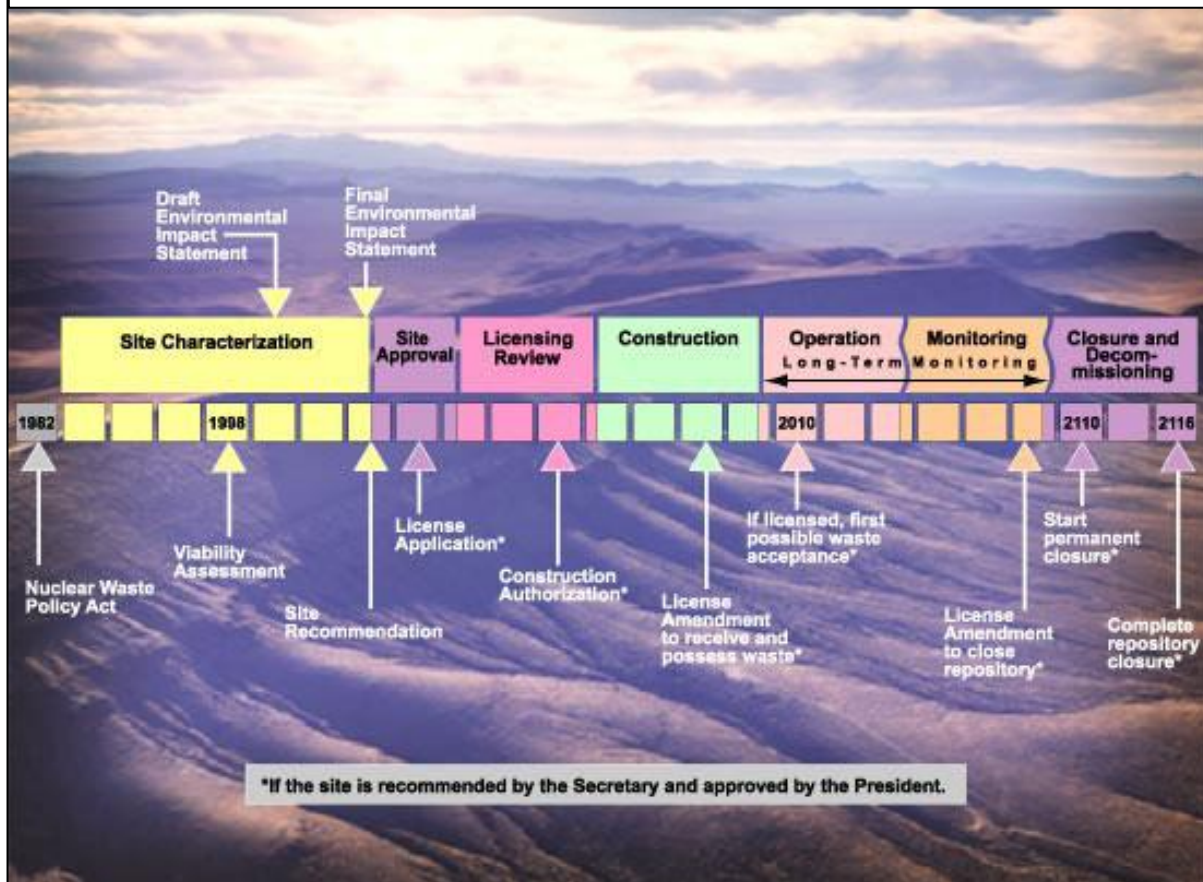 Draft
Environmental
Impact
Statement
Final
Environmental
Impact
Statement
Site Characterization
Site
Approval
Licensing
Review
Construction
Operation
Monitoring
Long-Term Monitoring
Closure and
Decom-
missioning
1982
1998
2010
2110
2116
Nuclear Waste
Policy Act
Viability
Assessment
Site
Recommendation
License
Application*
Construction
Authorization*
License
Amendment
to receive and
possess waste*
If licensed, first
possible waste
acceptance*
License
Amendment
to close
repository*
Start
permanent
closure*
Complete
repository
closure*
*If the site is recommended by the Secretary and approved by the President.